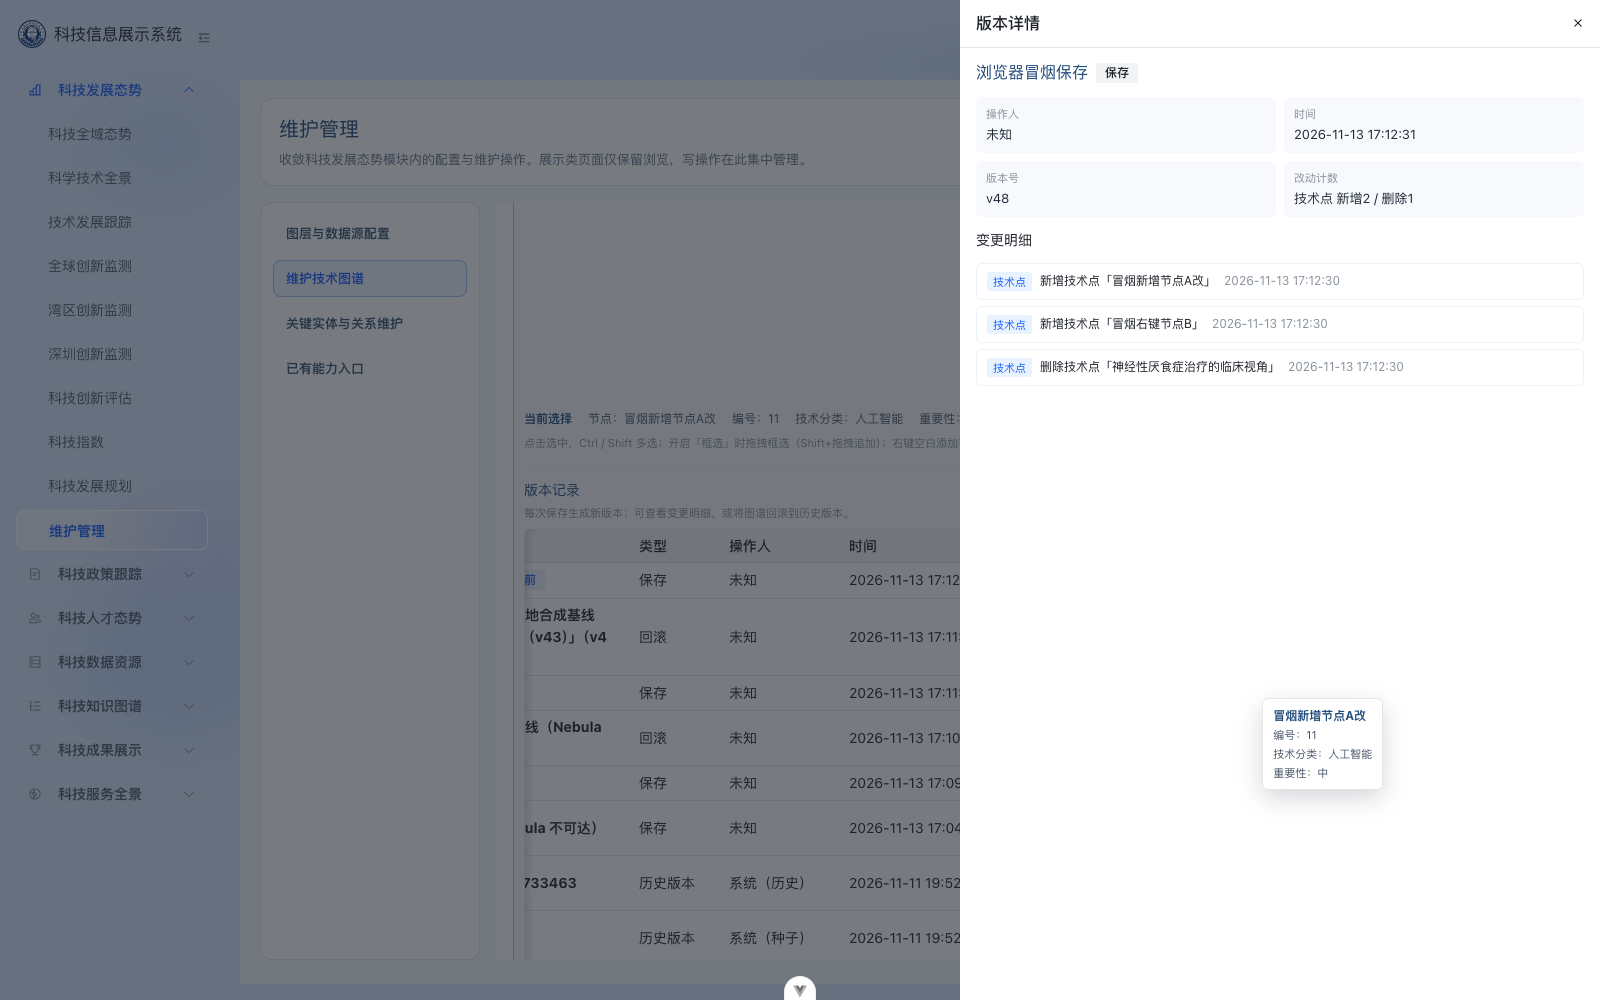 科技信息展示系统
科技发展态势
科技全域态势
科学技术全景
技术发展跟踪
全球创新监测
湾区创新监测
深圳创新监测
科技创新评估
科技指数
科技发展规划
维护管理
科技政策跟踪
科技人才态势
科技数据资源
科技知识图谱
科技成果展示
科技服务全景
维护管理
收敛科技发展态势模块内的配置与维护操作。展示类页面仅保留浏览，写操作在此集中管理。
图层与数据源配置
维护技术图谱
关键实体与关系维护
已有能力入口
当前选择 节点：冒烟新增节点A改 编号：11 技术分类：人工智能 重要性：
点击选中，Ctrl / Shift 多选；开启「框选」时拖拽框选（Shift+拖拽追加）；右键空白添加
版本记录
每次保存生成新版本；可查看变更明细，或将图谱回滚到历史版本。
类型 操作人 时间
前 保存 未知 2026-11-13 17:12
地合成基线
（v43)」（v4 回滚 未知 2026-11-13 17:11:
保存 未知 2026-11-13 17:11:
线（Nebula
回滚 未知 2026-11-13 17:10
保存 未知 2026-11-13 17:09
ula 不可达） 保存 未知 2026-11-13 17:04
733463 历史版本 系统（历史） 2026-11-11 19:52
历史版本 系统（种子） 2026-11-11 19:52
版本详情
浏览器冒烟保存 保存
操作人
未知
时间
2026-11-13 17:12:31
版本号
v48
改动计数
技术点 新增2 / 删除1
变更明细
技术点 新增技术点「冒烟新增节点A改」 2026-11-13 17:12:30
技术点 新增技术点「冒烟右键节点B」 2026-11-13 17:12:30
技术点 删除技术点「神经性厌食症治疗的临床视角」 2026-11-13 17:12:30
冒烟新增节点A改
编号：11
技术分类：人工智能
重要性：中